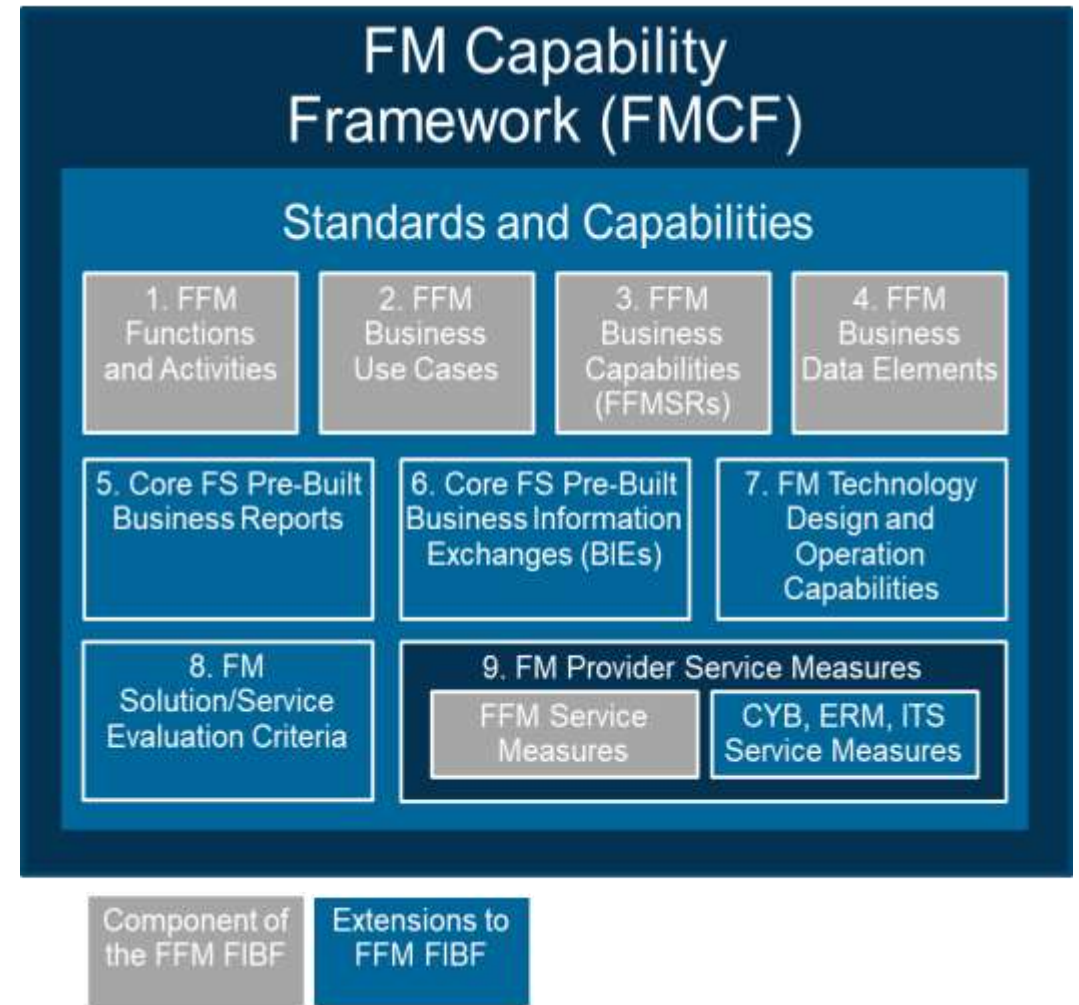 FM Capability
Framework (FMCF)
Standards and Capabilities
1. FFM
Functions
and Activities
2. FFM
Business
Use Cases
3. FFM
Business
Capabilities
(FFMSRs)
4. FFM
Business
Data Elements
5. Core FS Pre-Built
Business Reports
6. Core FS Pre-Built
Business Information
Exchanges (BIEs)
7. FM Technology
Design and
Operation
Capabilities
8. FM
Solution/Service
Evaluation Criteria
9. FM Provider Service Measures
FFM Service
Measures
CYB, ERM, ITS
Service Measures
Component of
the FFM FIBF
Extensions to
FFM FIBF